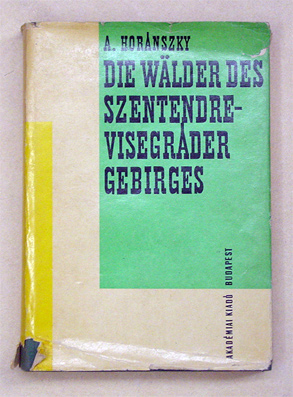 A. HORÁNSZKY
DIE WÄLDER DES
SZENTENDRE-
VISEGRÁDER
GEBIRGES
AKADÉMIAI KIADÓ BUDAPEST